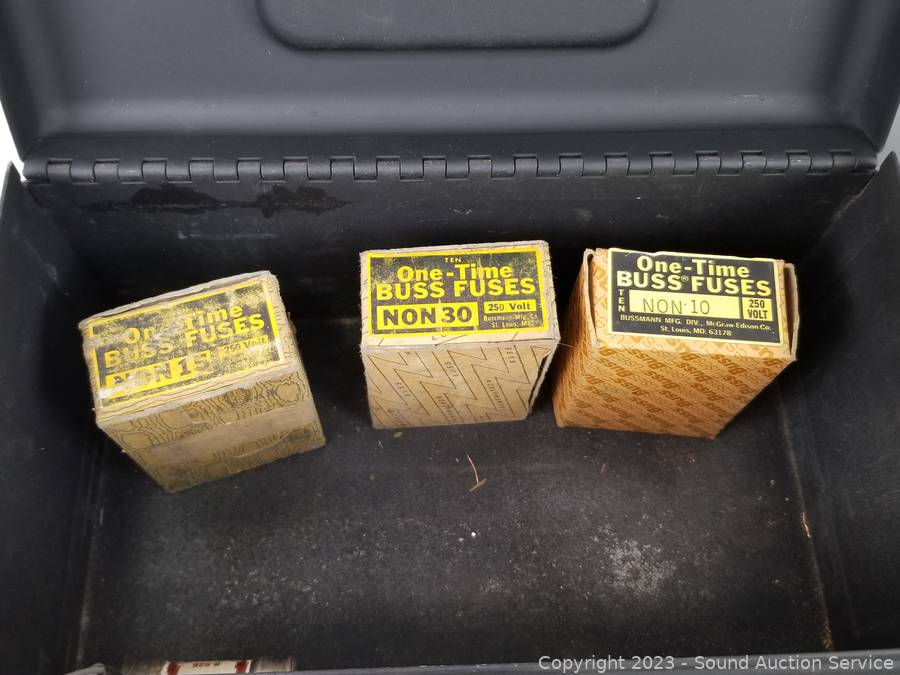 One-Time
BUSS FUSES
NON 15
250 Volt
TEN
One-Time
BUSS FUSES
NON 30
250 Volt
Bussmann Mfg. Co.
St. Louis, Mo.
One-Time
BUSS® FUSES
TEN
NON·10
250
VOLT
BUSSMANN MFG. DIV., McGraw-Edison Co.
St. Louis, MO. 63178
Copyright 2023 - Sound Auction Service